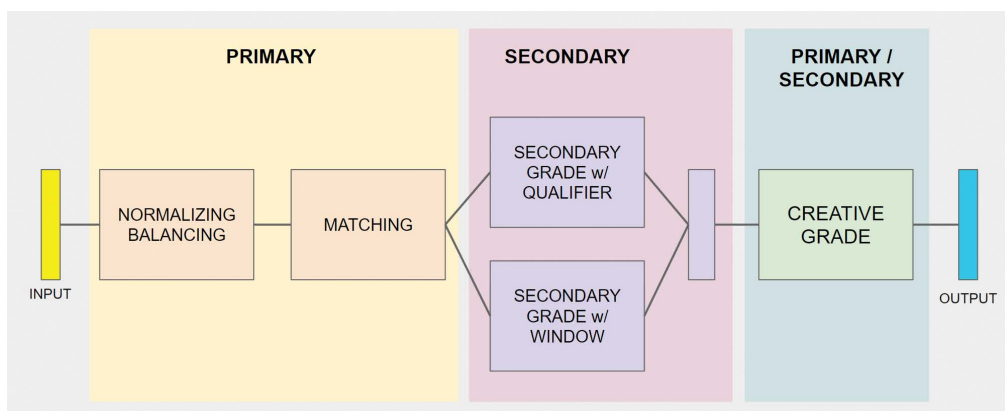 PRIMARY
SECONDARY
PRIMARY /
SECONDARY
INPUT
NORMALIZING
BALANCING
MATCHING
SECONDARY
GRADE w/
QUALIFIER
SECONDARY
GRADE w/
WINDOW
CREATIVE
GRADE
OUTPUT